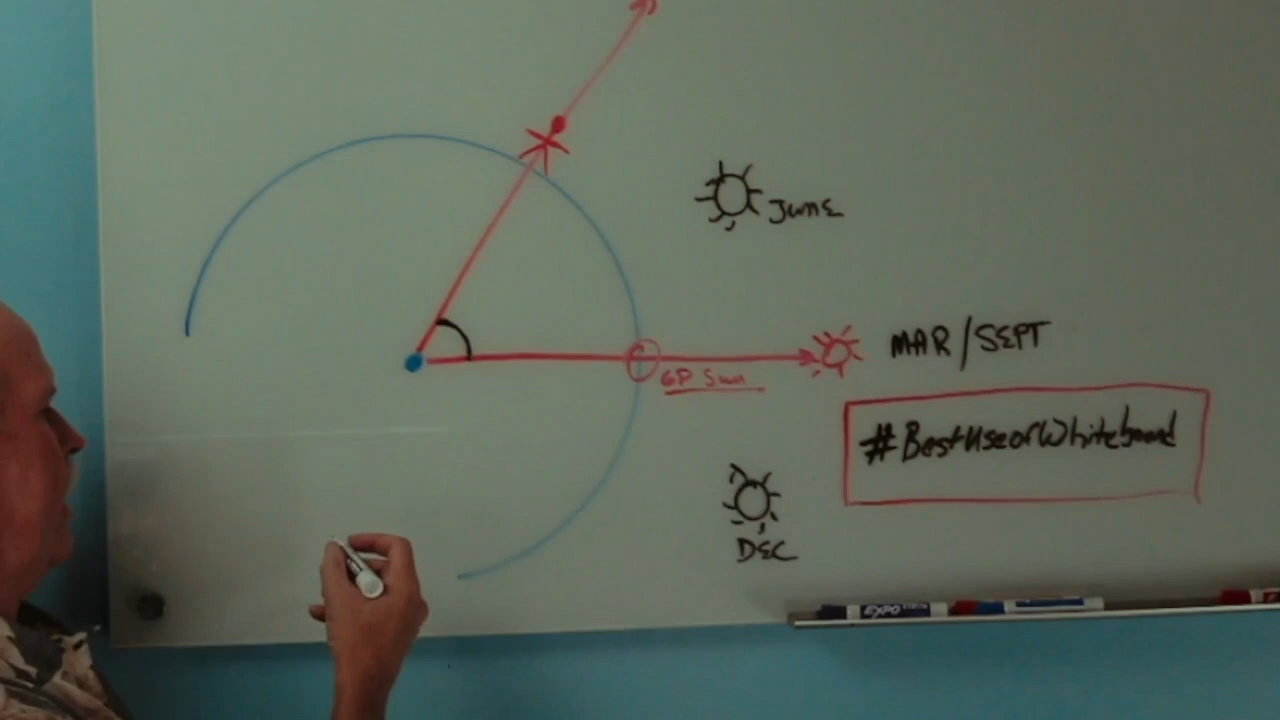 JUNE
MAR/SEPT
GP Sun
#BestUseofWhiteboard
DEC
EXPO